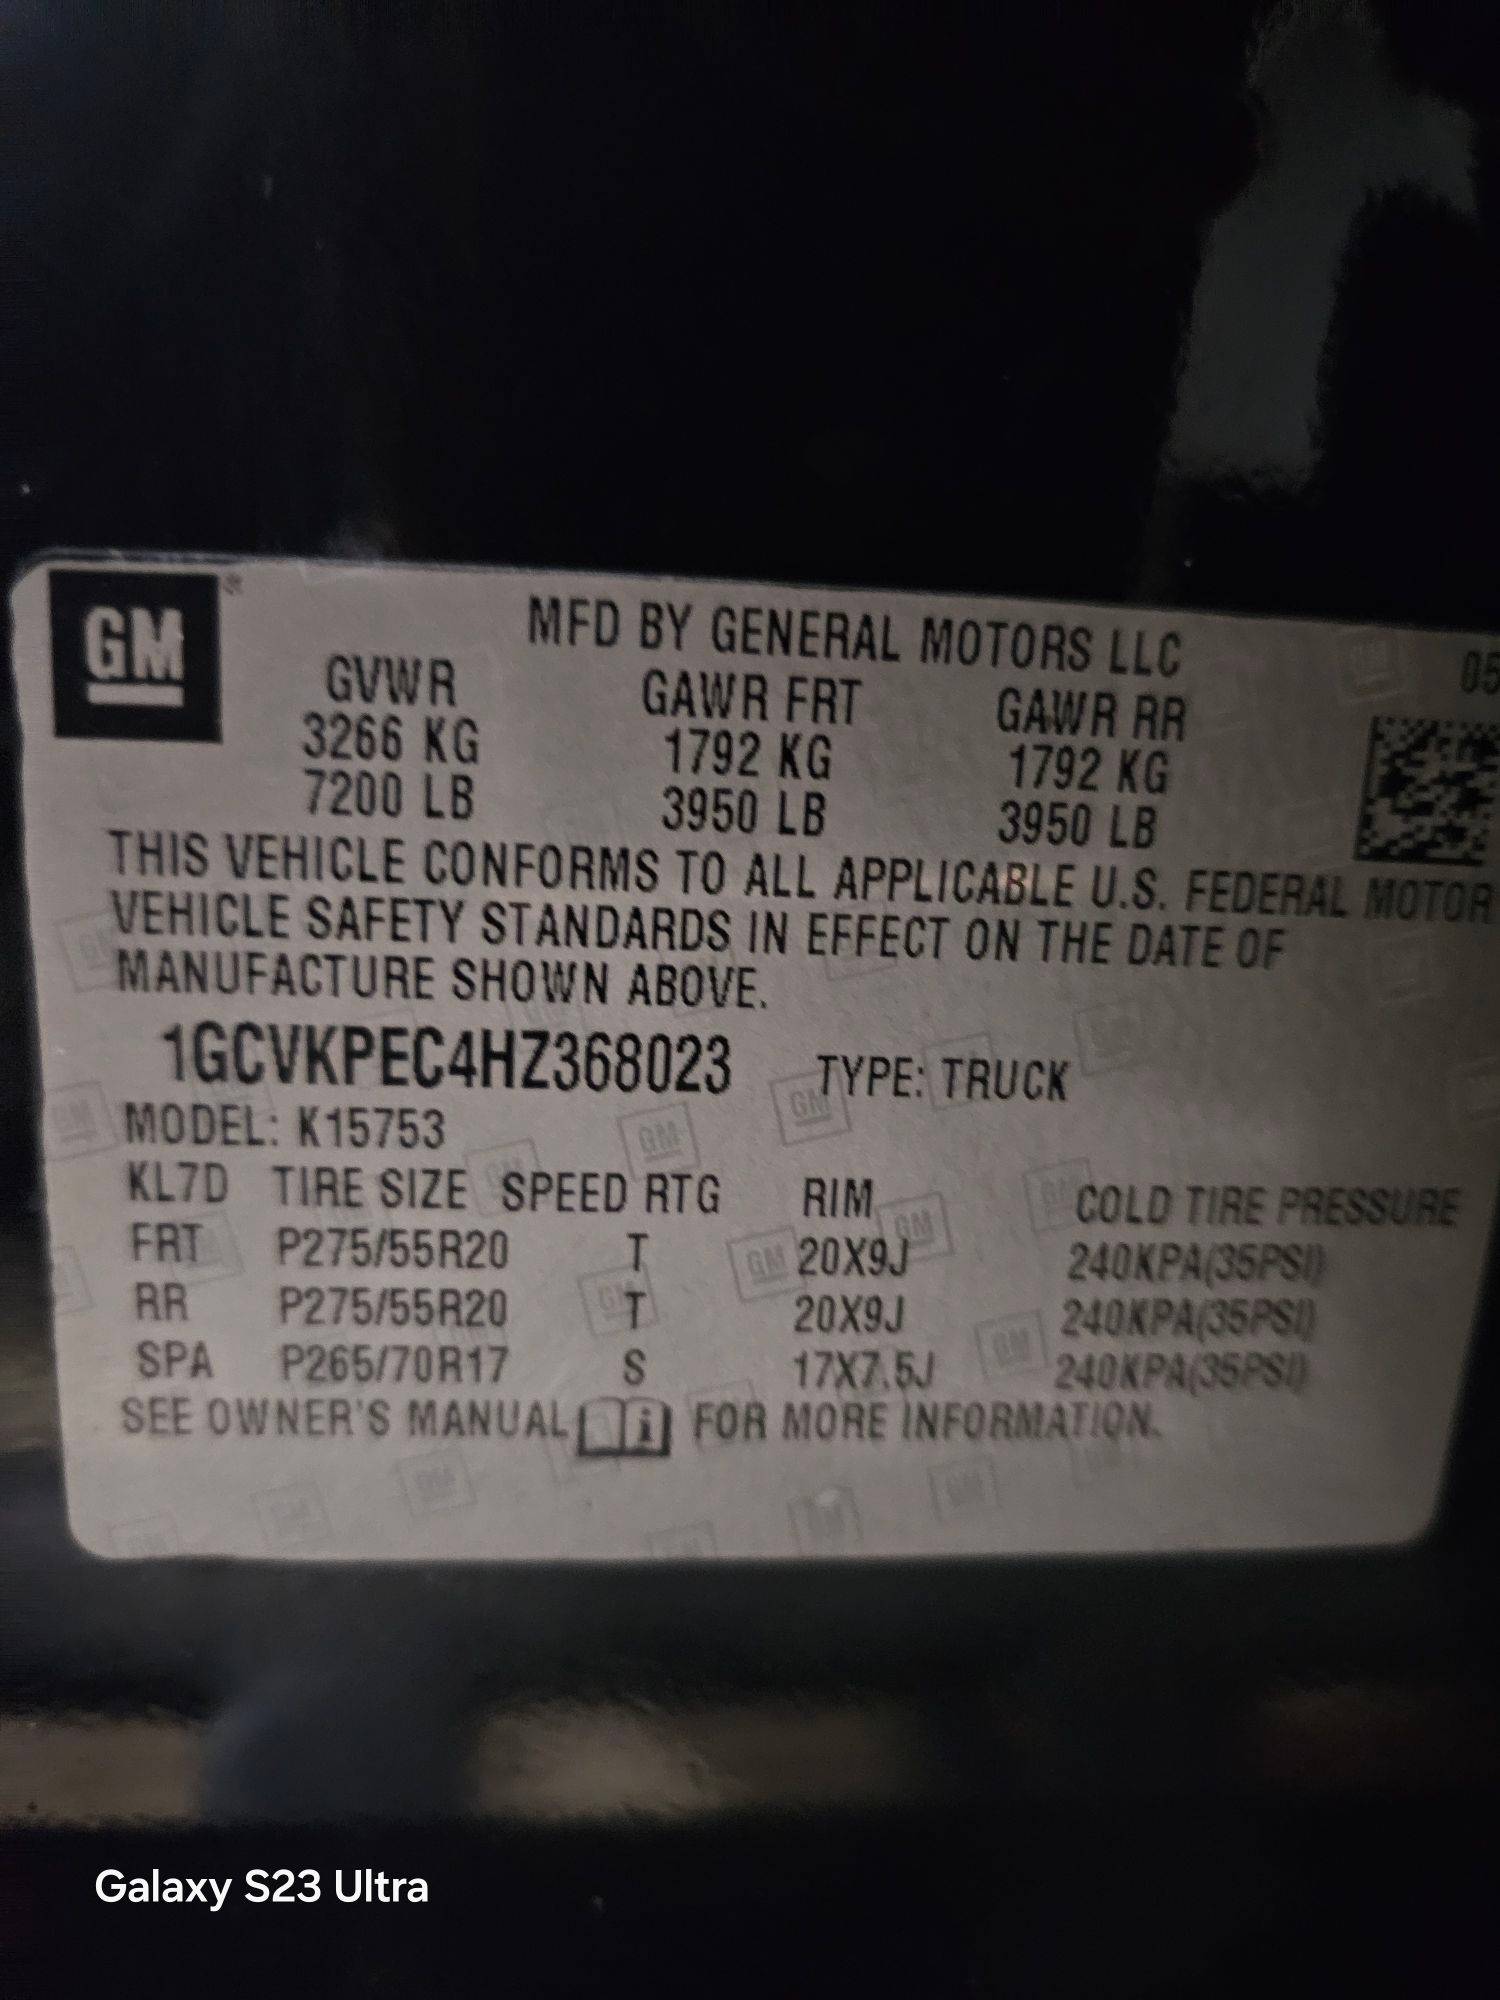 GM
MFD BY GENERAL MOTORS LLC
05
GVWR GAWR FRT GAWR RR
3266 KG 1792 KG 1792 KG
7200 LB 3950 LB 3950 LB
THIS VEHICLE CONFORMS TO ALL APPLICABLE U.S. FEDERAL MOTOR
VEHICLE SAFETY STANDARDS IN EFFECT ON THE DATE OF
MANUFACTURE SHOWN ABOVE.
1GCVKPEC4HZ368023 TYPE: TRUCK
MODEL: K15753
KL7D TIRE SIZE SPEED RTG RIM COLD TIRE PRESSURE
FRT P275/55R20 T 20X9J 240KPA(35PSI)
RR P275/55R20 T 20X9J 240KPA(35PSI)
SPA P265/70R17 S 17X7.5J 240KPA(35PSI)
SEE OWNER'S MANUAL i FOR MORE INFORMATION.
Galaxy S23 Ultra